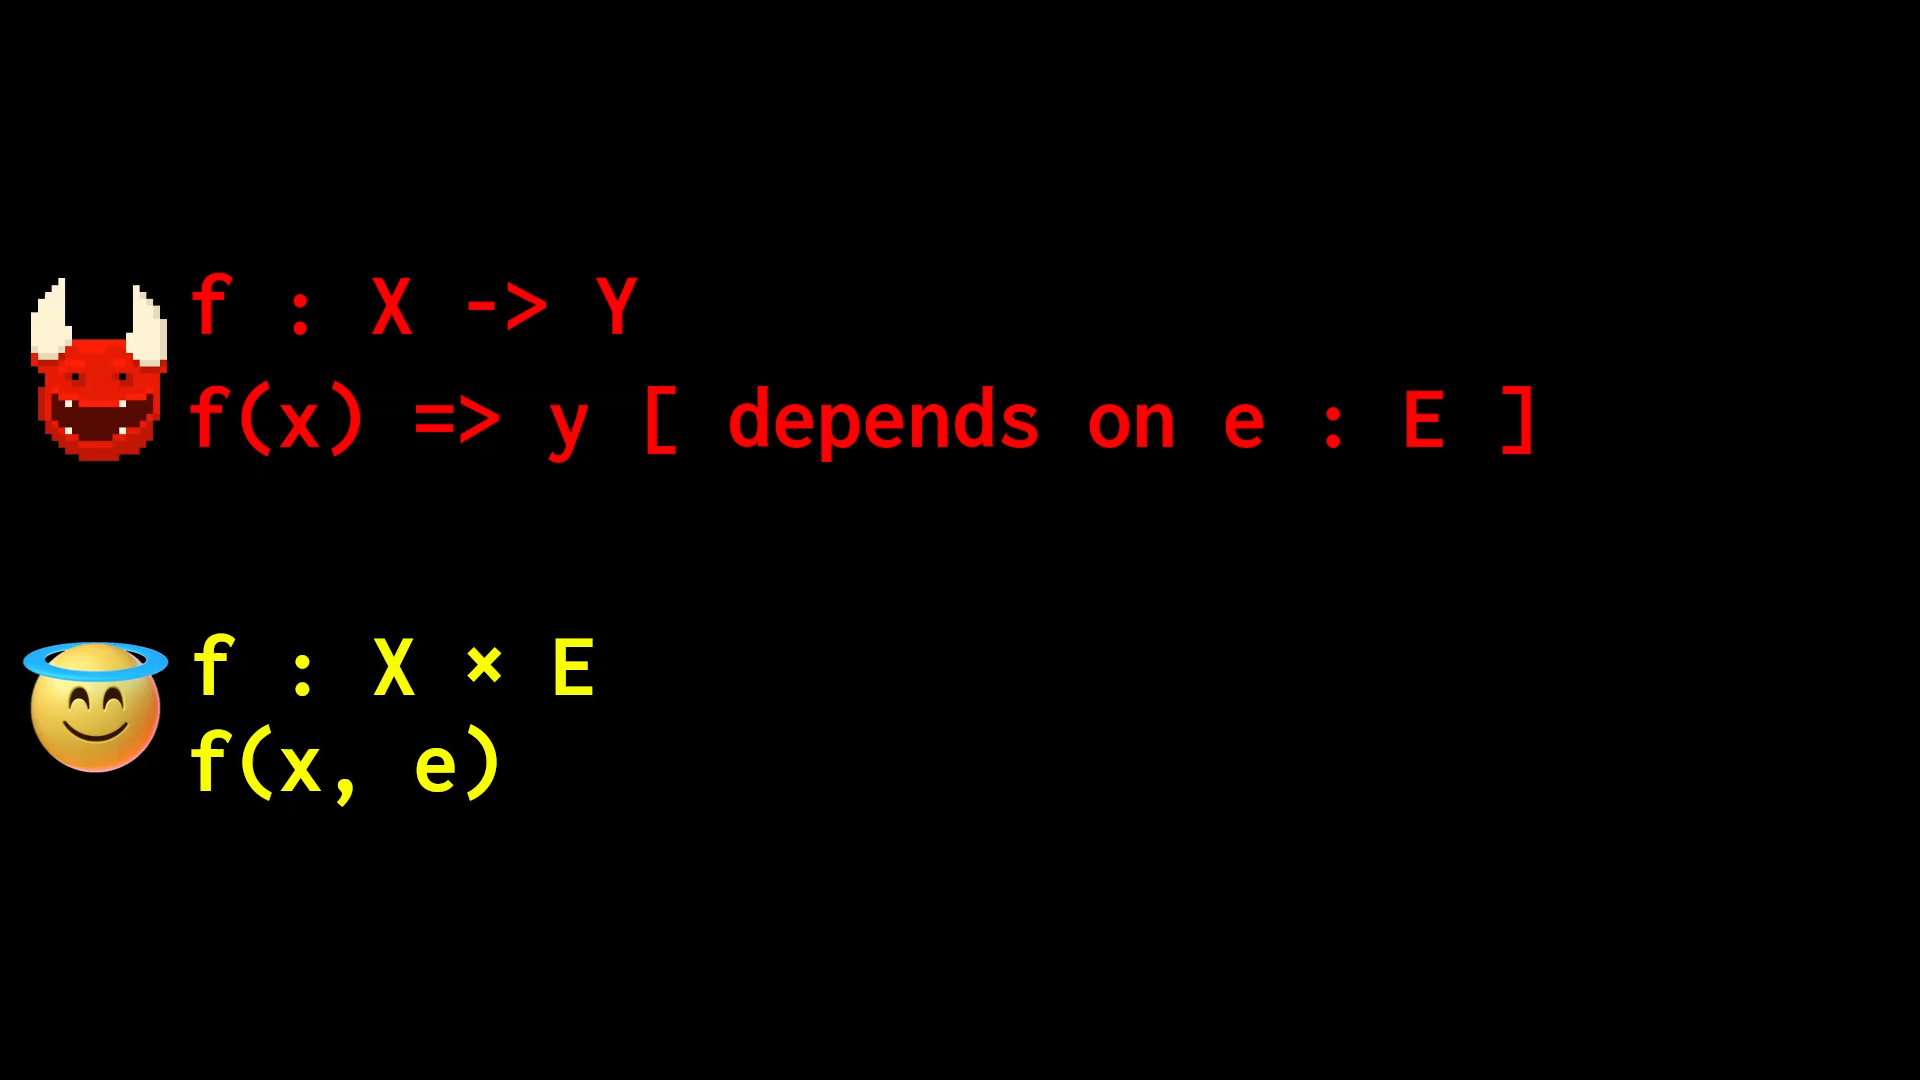 f : X -> Y
f(x) => y [ depends on e : E ]
f : X × E
f(x, e)